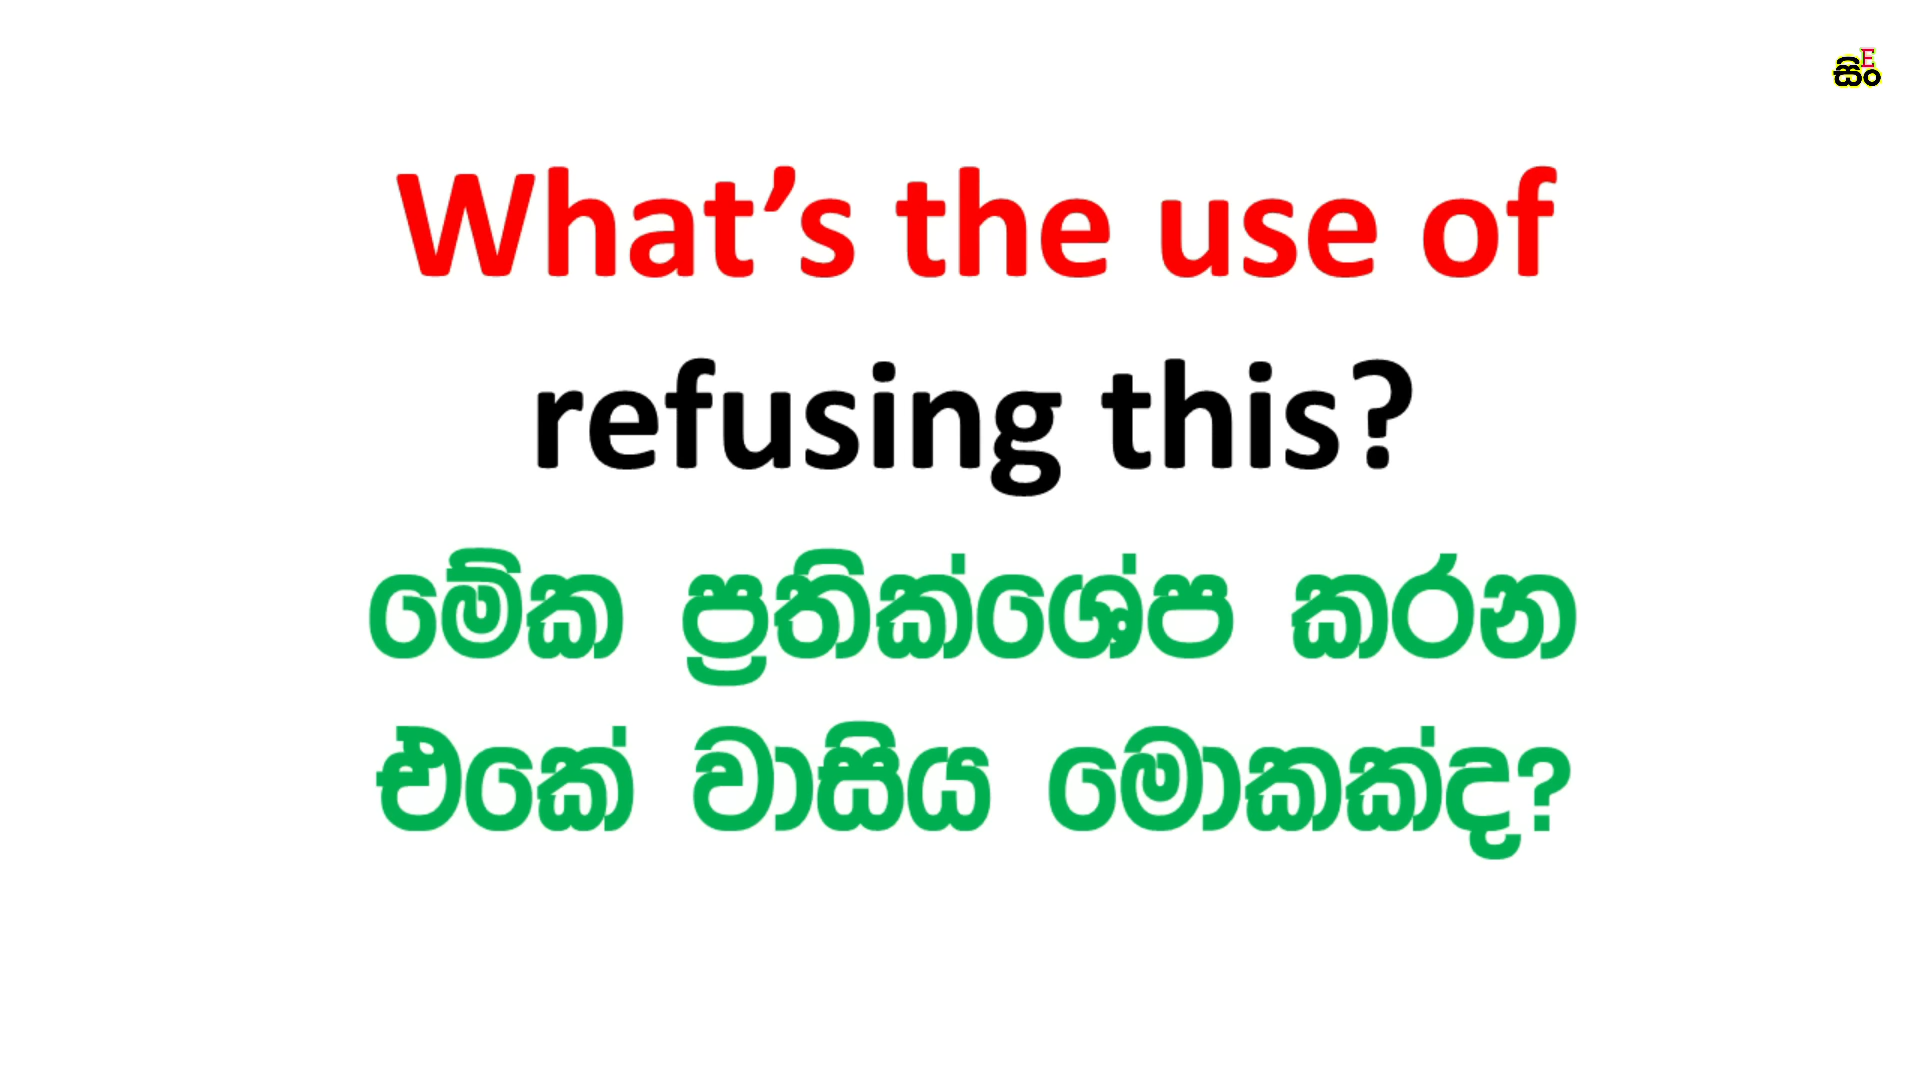 සිං
E
What’s the use of
refusing this?
මේක ප්‍රතික්ශේප කරන
එකේ වාසිය මොකක්ද?